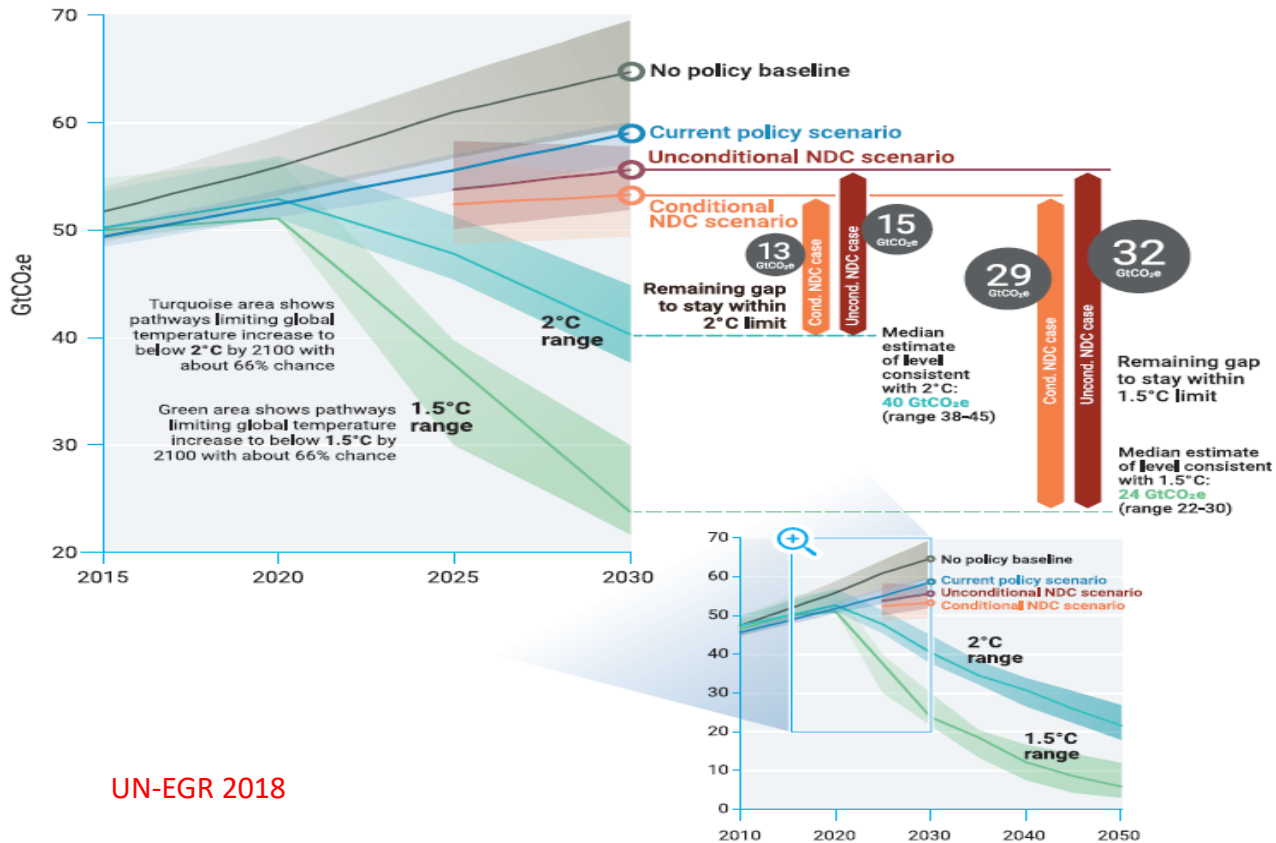 70
60
50
40
30
20
GtCO₂e
2015
2020
2025
2030
No policy baseline
Current policy scenario
Unconditional NDC scenario
Conditional
NDC scenario
Turquoise area shows
pathways limiting global
temperature increase to
below 2°C by 2100 with
about 66% chance
Green area shows pathways
limiting global temperature
increase to below 1.5°C by
2100 with about 66% chance
2°C
range
1.5°C
range
13
GtCO₂e
15
GtCO₂e
Cond. NDC case
Uncond. NDC case
Remaining gap
to stay within
2°C limit
Median
estimate
of level
consistent
with 2°C:
40 GtCO₂e
(range 38–45)
29
GtCO₂e
32
GtCO₂e
Cond. NDC case
Uncond. NDC case
Remaining gap
to stay within
1.5°C limit
Median estimate
of level consistent
with 1.5°C:
24 GtCO₂e
(range 22–30)
70
60
50
40
30
20
10
0
2010
2020
2030
2040
2050
No policy baseline
Current policy scenario
Unconditional NDC scenario
Conditional NDC scenario
2°C
range
1.5°C
range
UN-EGR 2018